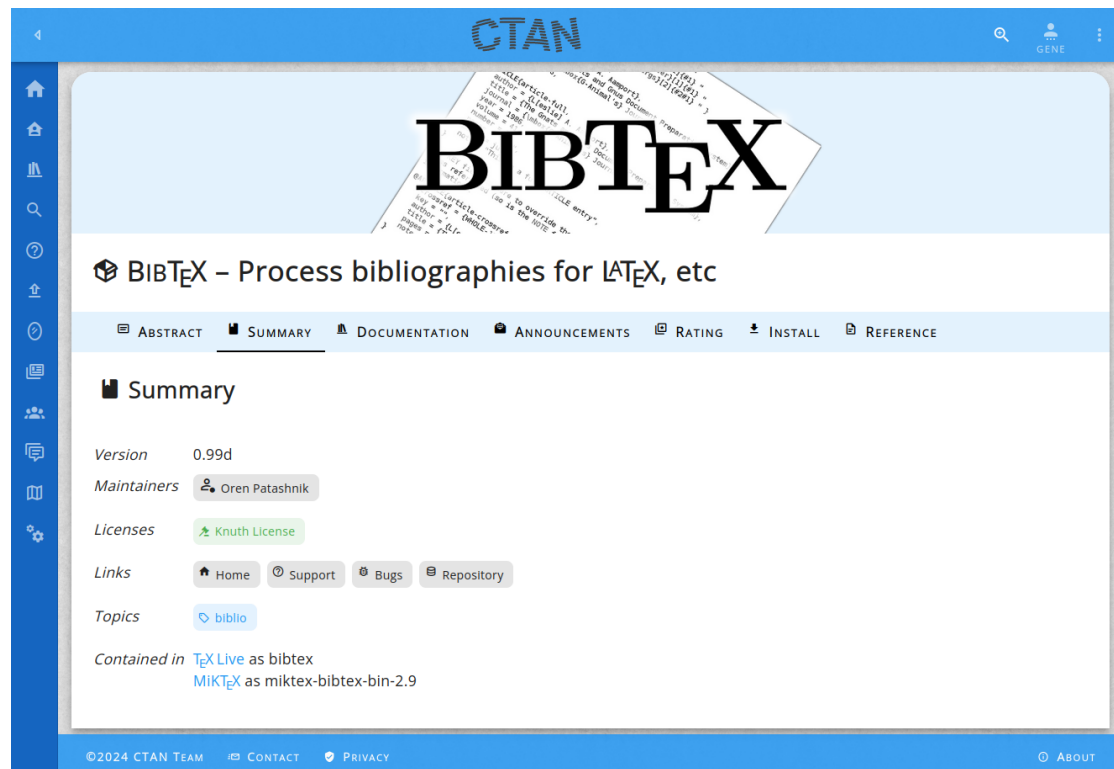 CTAN
GENE
BIBTEX
BIBTEX – Process bibliographies for LATEX, etc
Abstract Summary Documentation Announcements Rating Install Reference
Summary
Version 0.99d
Maintainers Oren Patashnik
Licenses Knuth License
Links Home Support Bugs Repository
Topics biblio
Contained in TEX Live as bibtex
MiKTEX as miktex-bibtex-bin-2.9
©2024 CTAN Team Contact Privacy About